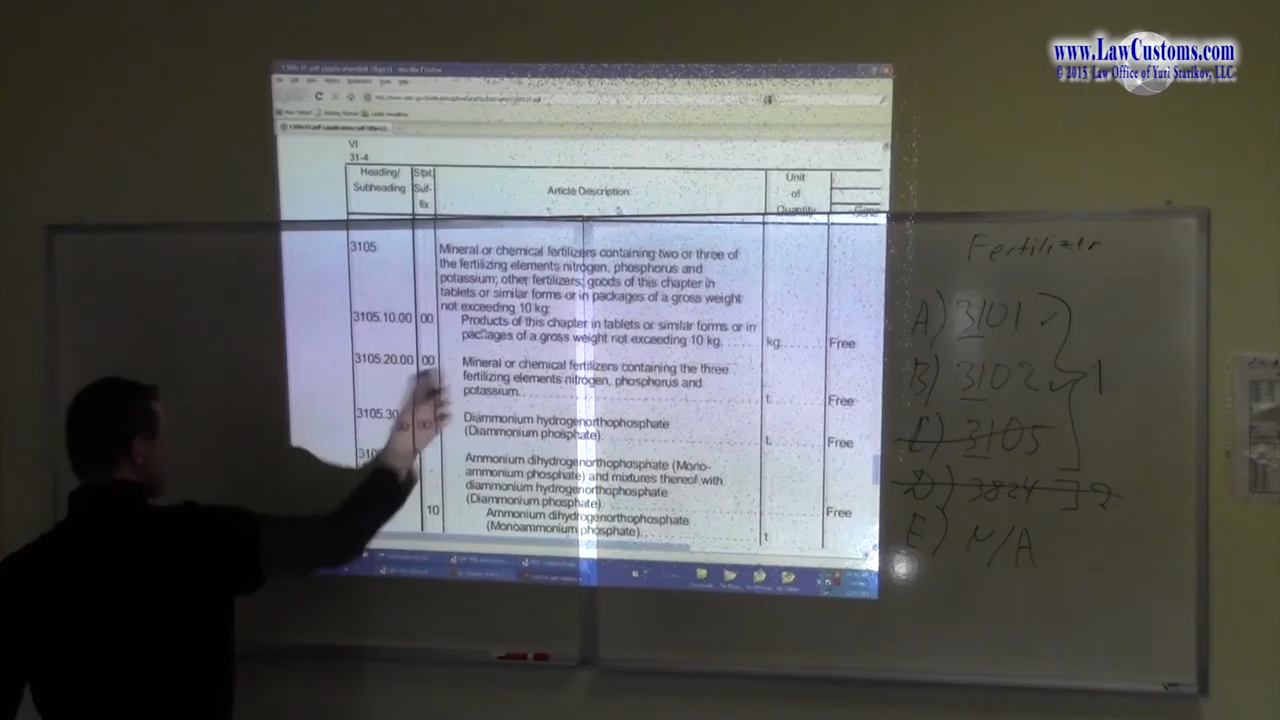 www.LawCustoms.com
© 2015 Law Office of Yuri Starikov, LLC.
VI
31-4
Heading/
Subheading
Stat.
Suf-
fix
Article Description
Unit
of
Quantity
3105
Mineral or chemical fertilizers containing two or three of
the fertilizing elements nitrogen, phosphorus and
potassium; other fertilizers; goods of this chapter in
tablets or similar forms or in packages of a gross weight
not exceeding 10 kg:
3105.10.00 00
Products of this chapter in tablets or similar forms or in
packages of a gross weight not exceeding 10 kg.
kg.
Free
3105.20.00 00
Mineral or chemical fertilizers containing the three
fertilizing elements nitrogen, phosphorus and
potassium
t.
Free
3105.30
00 00
Diammonium hydrogenorthophosphate
(Diammonium phosphate)
t.
Free
310
Ammonium dihydrogenorthophosphate (Mono-
ammonium phosphate) and mixtures thereof with
diammonium hydrogenorthophosphate
(Diammonium phosphate).
Free
10
Ammonium dihydrogenorthophosphate
(Monoammonium phosphate)
t
Fertilizer
A) 3101
B) 3102 1
C) 3105
D) 3824 2
E) N/A